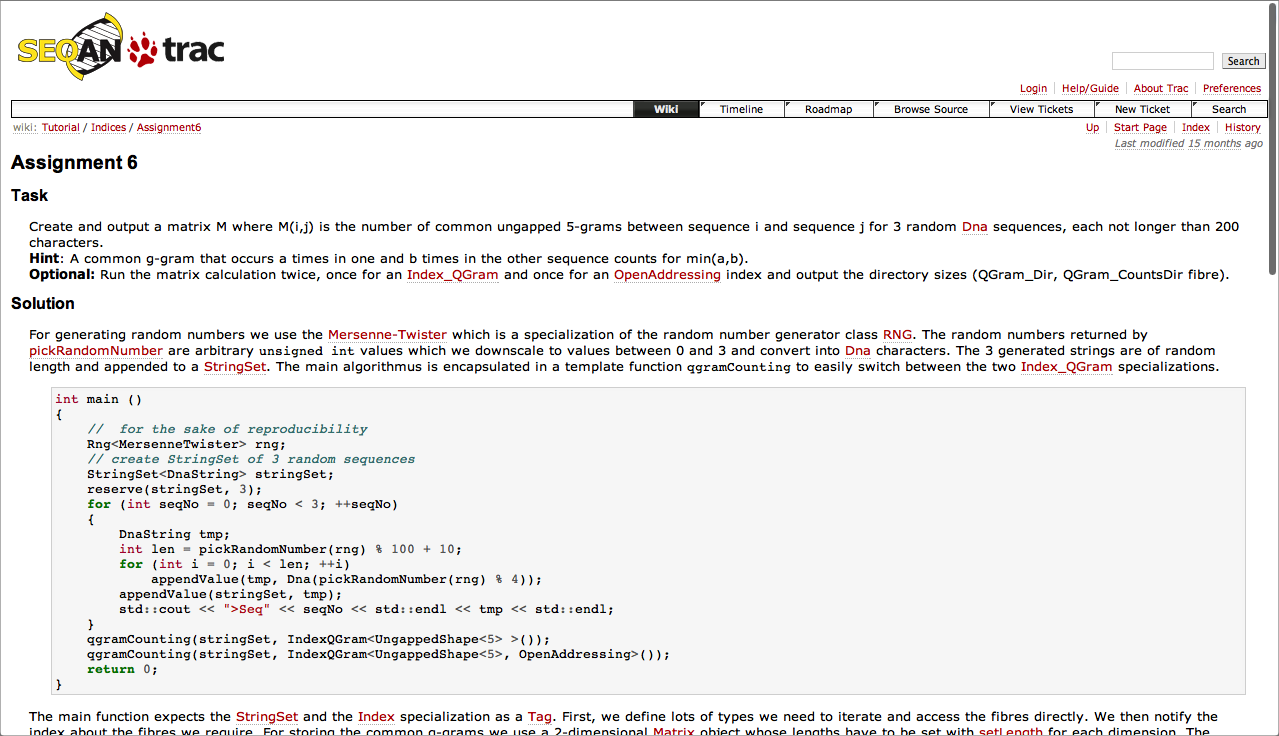 SEQAN trac
Search
Login Help/Guide About Trac Preferences
Wiki Timeline Roadmap Browse Source View Tickets New Ticket Search
wiki: Tutorial / Indices / Assignment6
Up Start Page Index History
Last modified 15 months ago
Assignment 6
Task
Create and output a matrix M where M(i,j) is the number of common ungapped 5-grams between sequence i and sequence j for 3 random Dna sequences, each not longer than 200
characters.
Hint: A common g-gram that occurs a times in one and b times in the other sequence counts for min(a,b).
Optional: Run the matrix calculation twice, once for an Index_QGram and once for an OpenAddressing index and output the directory sizes (QGram_Dir, QGram_CountsDir fibre).
Solution
For generating random numbers we use the Mersenne-Twister which is a specialization of the random number generator class RNG. The random numbers returned by
pickRandomNumber are arbitrary unsigned int values which we downscale to values between 0 and 3 and convert into Dna characters. The 3 generated strings are of random
length and appended to a StringSet. The main algorithmus is encapsulated in a template function qgramCounting to easily switch between the two Index_QGram specializations.
int main ()
{
    //  for the sake of reproducibility
    Rng<MersenneTwister> rng;
    // create StringSet of 3 random sequences
    StringSet<DnaString> stringSet;
    reserve(stringSet, 3);
    for (int seqNo = 0; seqNo < 3; ++seqNo)
    {
        DnaString tmp;
        int len = pickRandomNumber(rng) % 100 + 10;
        for (int i = 0; i < len; ++i)
            appendValue(tmp, Dna(pickRandomNumber(rng) % 4));
        appendValue(stringSet, tmp);
        std::cout << ">Seq" << seqNo << std::endl << tmp << std::endl;
    }
    qgramCounting(stringSet, IndexQGram<UngappedShape<5> >());
    qgramCounting(stringSet, IndexQGram<UngappedShape<5>, OpenAddressing>());
    return 0;
}
The main function expects the StringSet and the Index specialization as a Tag. First, we define lots of types we need to iterate and access the fibres directly. We then notify the
index about the fibres we require. For storing the common q-grams we use a 2-dimensional Matrix object whose lengths have to be set with setLength for each dimension. The